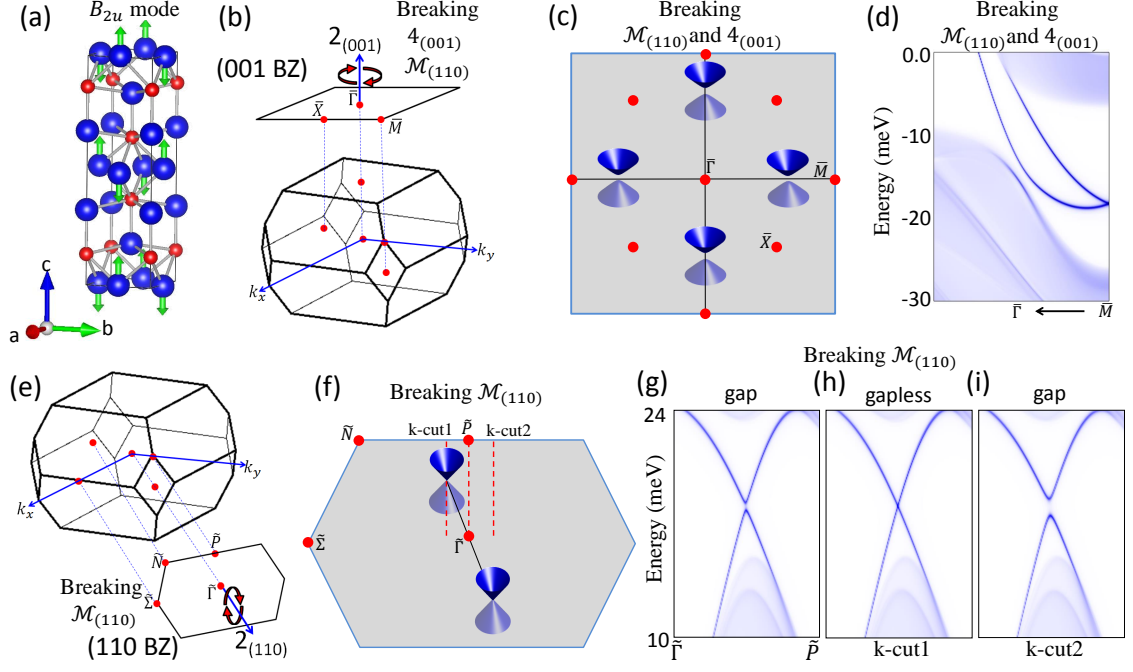 (a)
B2u mode
c
a
b
(b)
Breaking
4(001)
ℳ(110)
2(001)
(001 BZ)
Γ̅
X̅
M̅
kx
ky
(c)
Breaking
ℳ(110) and 4(001)
Γ̅
M̅
X̅
(d)
Breaking
ℳ(110) and 4(001)
Energy (meV)
0.0
-10
-20
-30
Γ̅
M̅
(e)
kx
ky
Ñ
P̃
Σ̃
Γ̃
Breaking
ℳ(110)
(110 BZ)
2(110)
(f)
Breaking ℳ(110)
Ñ
k-cut1
P̃
k-cut2
Σ̃
Γ̃
Breaking ℳ(110)
(g)
gap
(h)
gapless
(i)
gap
Energy (meV)
24
10
Γ̃
P̃
k-cut1
k-cut2